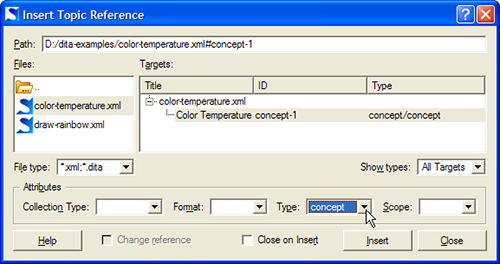 Insert Topic Reference
Path: D:/dita-examples/color-temperature.xml#concept-1
Files: Targets:
.. Title ID Type
color-temperature.xml color-temperature.xml
draw-rainbow.xml Color Temperature concept-1 concept/concept
File type: *.xml;*.dita Show types: All Targets
Attributes
Collection Type: Format: Type: concept Scope:
Help Change reference Close on Insert Insert Close